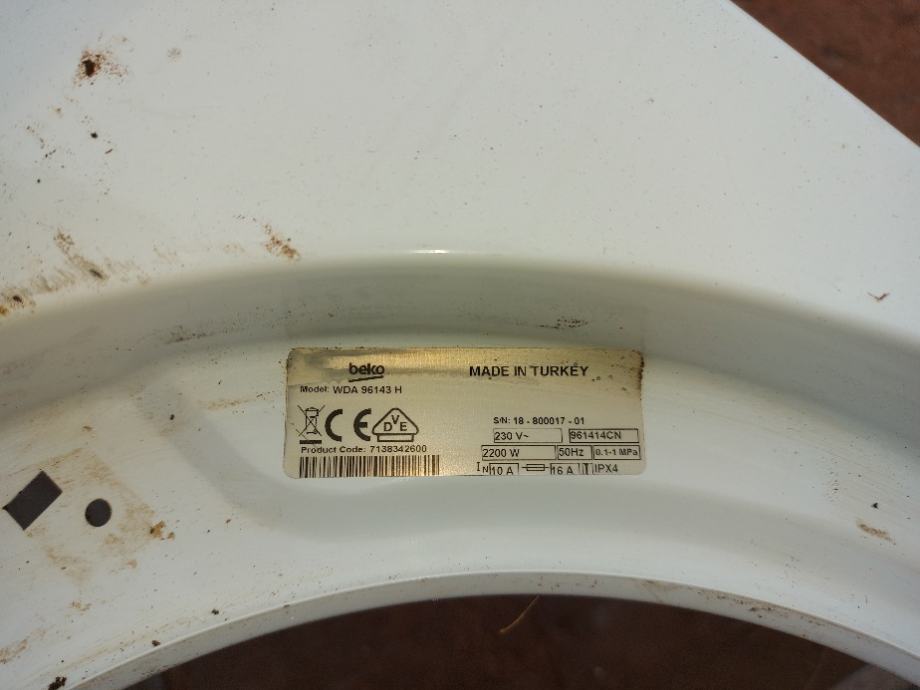 beko
MADE IN TURKEY
Model: WDA 96143 H
CE
DVE
S/N: 18 - 800017 - 01
230 V~ 961414CN
Product Code: 7138342600
2200 W 50Hz 0.1-1 MPa
IN 10 A 16 A T IPX4